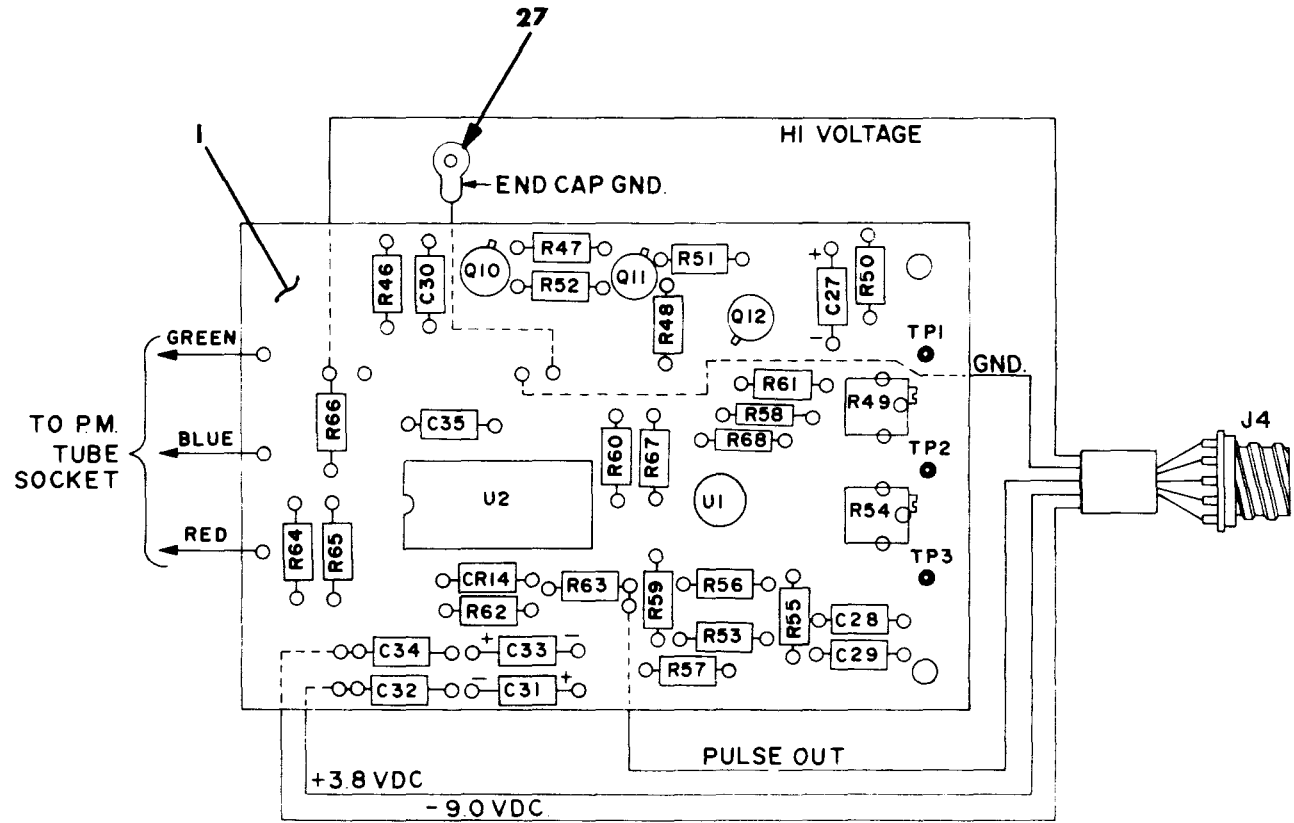 27
1
HI VOLTAGE
END CAP GND.
R46
C30
Q10
R47
R52
Q11
R51
R48
Q12
+
C27
−
R50
TP1
GREEN
GND.
R66
R61
R49
J4
TO P.M.
TUBE
SOCKET
BLUE
C35
R58
R68
R60
R67
TP2
U2
U1
R54
RED
R64
R65
TP3
CR14
R63
R59
R56
R55
R62
C28
R53
C34
+
C33
−
C29
R57
C32
−
C31
+
PULSE OUT
+3.8 VDC
-9.0 VDC